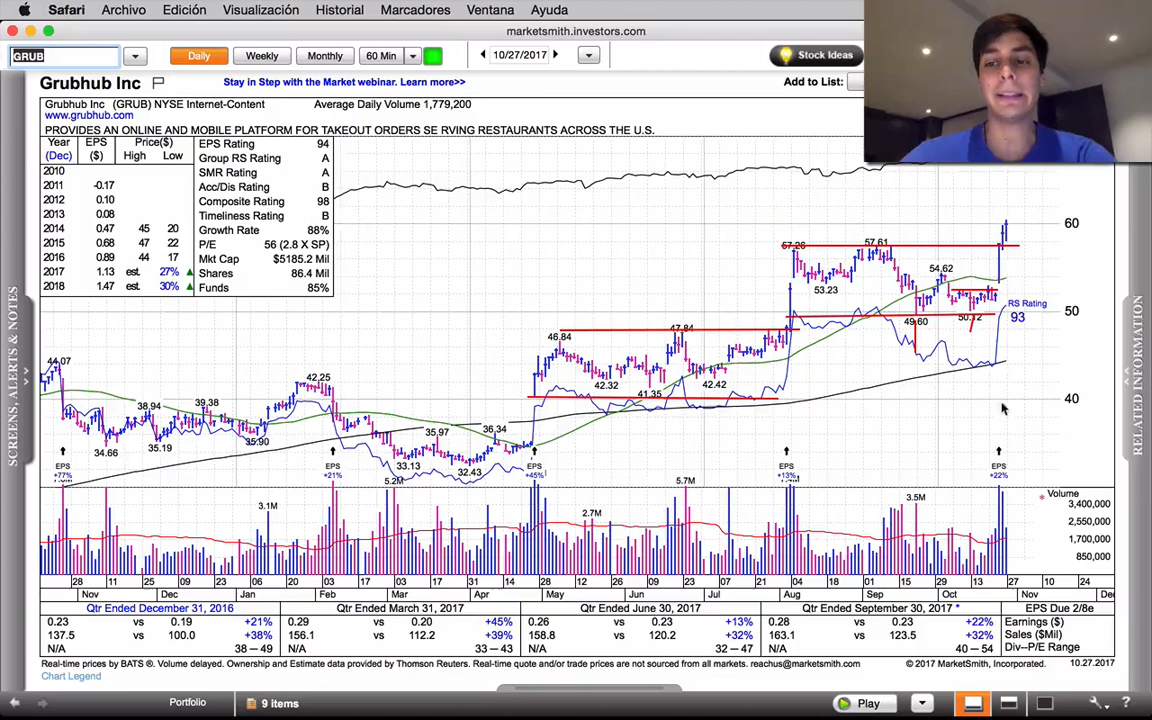 Safari Archivo Edición Visualización Historial Marcadores Ventana Ayuda
marketsmith.investors.com
GRUB Daily Weekly Monthly 60 Min 10/27/2017 Stock Ideas
Grubhub Inc Stay in Step with the Market webinar. Learn more>> Add to List:
Grubhub Inc (GRUB) NYSE Internet-Content Average Daily Volume 1,779,200
www.grubhub.com
PROVIDES AN ONLINE AND MOBILE PLATFORM FOR TAKEOUT ORDERS SE RVING RESTAURANTS ACROSS THE U.S.
Year EPS Price($)
(Dec) ($) High Low
2010
2011 -0.17
2012 0.10
2013 0.08
2014 0.47 45 20
2015 0.68 47 22
2016 0.89 44 17
2017 1.13 est. 27%
2018 1.47 est. 30%
EPS Rating 94
Group RS Rating A
SMR Rating A
Acc/Dis Rating B
Composite Rating 98
Timeliness Rating B
Growth Rate 88%
P/E 56 (2.8 X SP)
Mkt Cap $5185.2 Mil
Shares 86.4 Mil
Funds 85%
60
57.26 57.61
54.62
53.23
RS Rating
50
93
49.60 50.12
46.84 47.84
44.07
42.25
42.32 41.35 42.42
40
38.94 39.38
35.97 36.34
34.66 35.19 35.90
33.13 32.43
EPS EPS EPS EPS EPS
+77% +21% +45% +13% +22%
5.2M 5.7M
3.1M 2.7M 3.5M
Volume
3,400,000
2,550,000
1,700,000
850,000
28 11 25 09 23 06 20 03 17 03 17 31 14 28 12 26 09 23 07 21 04 18 01 15 29 13 27 10 24
Nov Dec Jan Feb Mar Apr May Jun Jul Aug Sep Oct Nov Dec
Qtr Ended December 31, 2016 Qtr Ended March 31, 2017 Qtr Ended June 30, 2017 Qtr Ended September 30, 2017 * EPS Due 2/8e
0.23 vs 0.19 +21% 0.29 vs 0.20 +45% 0.26 vs 0.23 +13% 0.28 vs 0.23 +22% Earnings ($)
137.5 vs 100.0 +38% 156.1 vs 112.2 +39% 158.8 vs 120.2 +32% 163.1 vs 123.5 +32% Sales ($Mil)
N/A 38 — 49 N/A 33 — 43 N/A 32 — 47 N/A 40 — 54 Div--P/E Range
Real-time prices by BATS ®. Volume delayed. Ownership and Estimate data provided by Thomson Reuters. Real-time quote and/or trade prices are not sourced from all markets. reachus@marketsmith.com © 2017 MarketSmith, Incorporated. 10.27.2017
Chart Legend
SCREENS, ALERTS & NOTES
RELATED INFORMATION
Portfolio 9 items Play ?